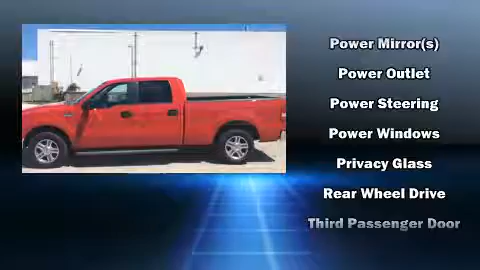 Power Mirror(s)
Power Outlet
Power Steering
Power Windows
Privacy Glass
Rear Wheel Drive
Third Passenger Door